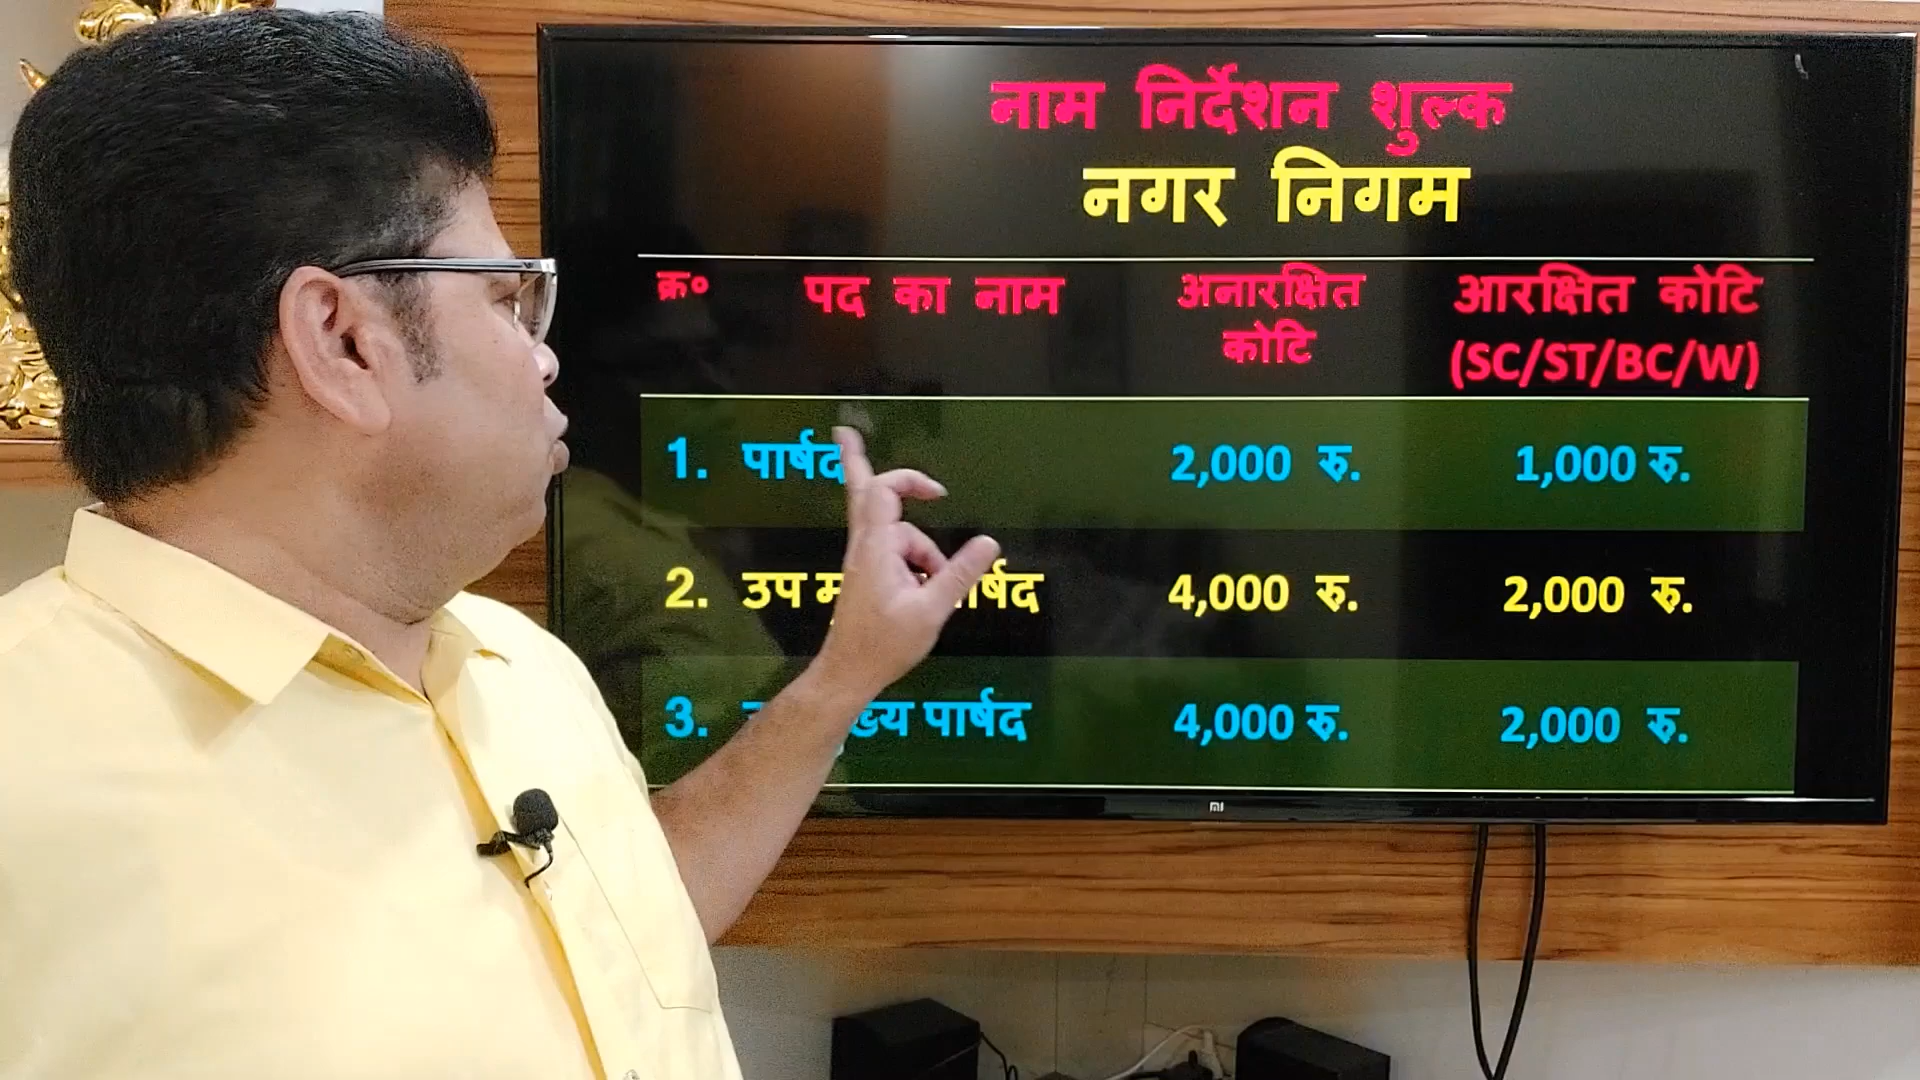 नाम निर्देशन शुल्क
नगर निगम
क्र० पद का नाम अनारक्षित कोटि आरक्षित कोटि (SC/ST/BC/W)
1. पार्षद 2,000 रु. 1,000 रु.
2. उप पार्षद 4,000 रु. 2,000 रु.
3. पार्षद 4,000 रु. 2,000 रु.
mi